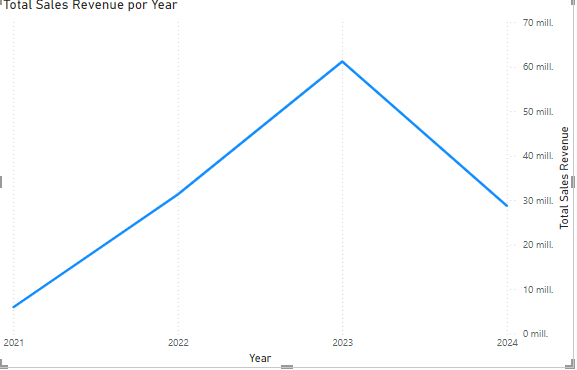 Total Sales Revenue por Year
70 mill.
60 mill.
50 mill.
40 mill.
30 mill.
20 mill.
10 mill.
0 mill.
Total Sales Revenue
2021 2022 2023 2024
Year